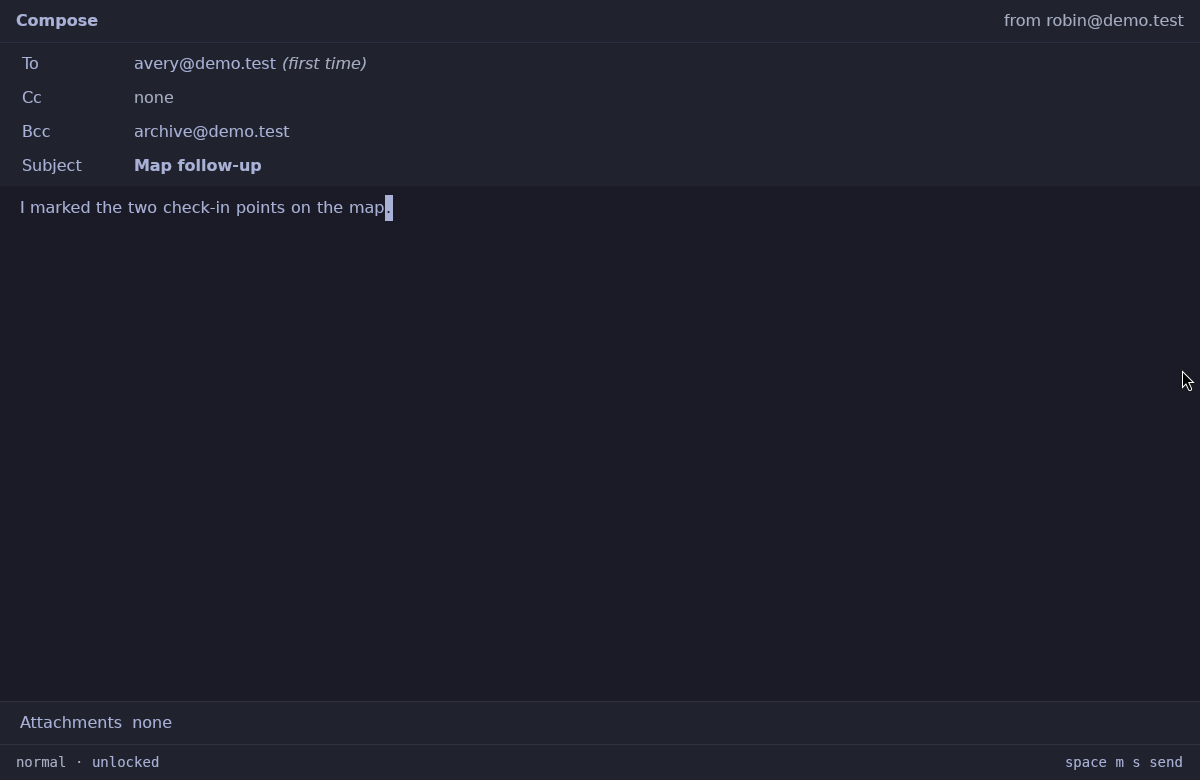 Compose from robin@demo.test
To avery@demo.test (first time)
Cc none
Bcc archive@demo.test
Subject Map follow-up
I marked the two check-in points on the map.
Attachments none
normal · unlocked space m s send